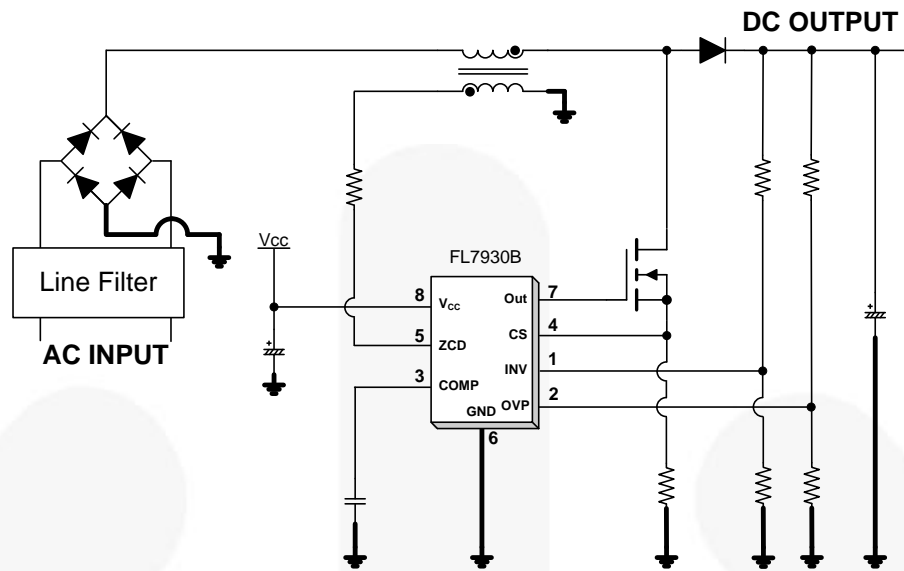 DC OUTPUT
Vcc
FL7930B
Line Filter
AC INPUT
8
VCC
Out
7
5
ZCD
CS
4
3
COMP
INV
1
GND
OVP
2
6
+
+